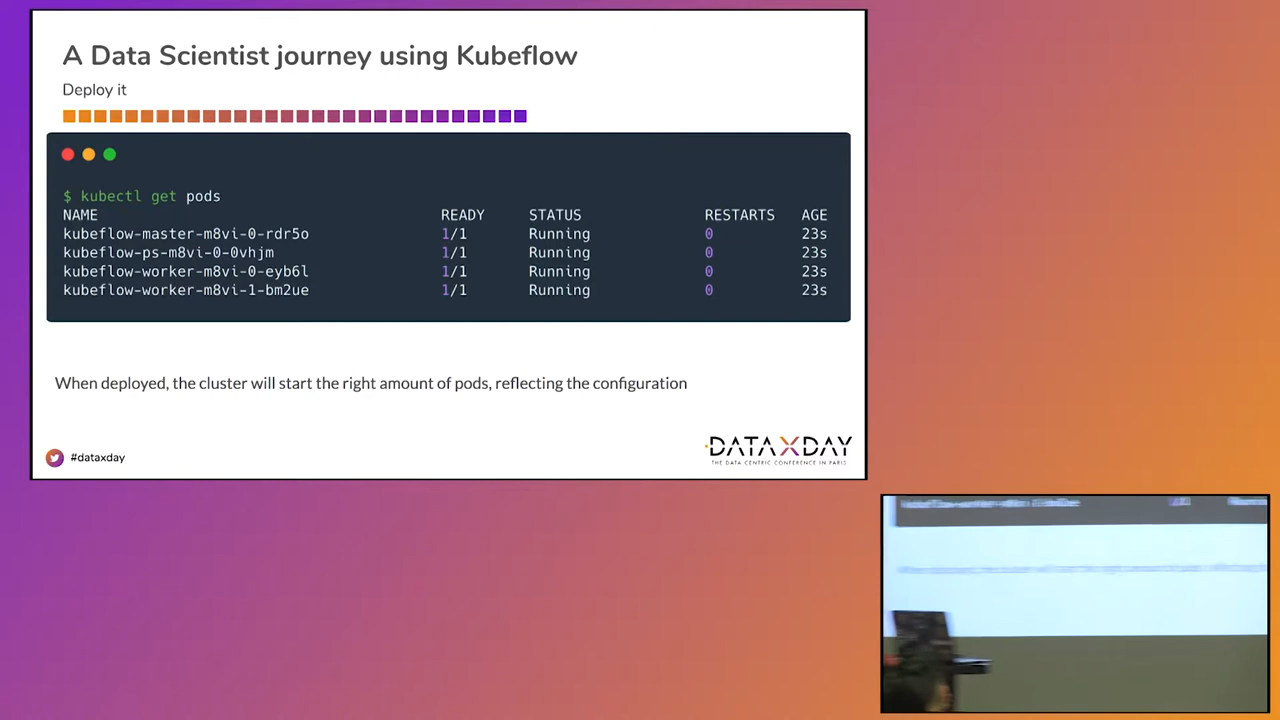 A Data Scientist journey using Kubeflow
Deploy it
$ kubectl get pods
NAME READY STATUS RESTARTS AGE
kubeflow-master-m8vi-0-rdr5o 1/1 Running 0 23s
kubeflow-ps-m8vi-0-0vhjm 1/1 Running 0 23s
kubeflow-worker-m8vi-0-eyb6l 1/1 Running 0 23s
kubeflow-worker-m8vi-1-bm2ue 1/1 Running 0 23s
When deployed, the cluster will start the right amount of pods, reflecting the configuration
#dataxday
DATA X DAY
THE DATA CENTRIC CONFERENCE IN PARIS